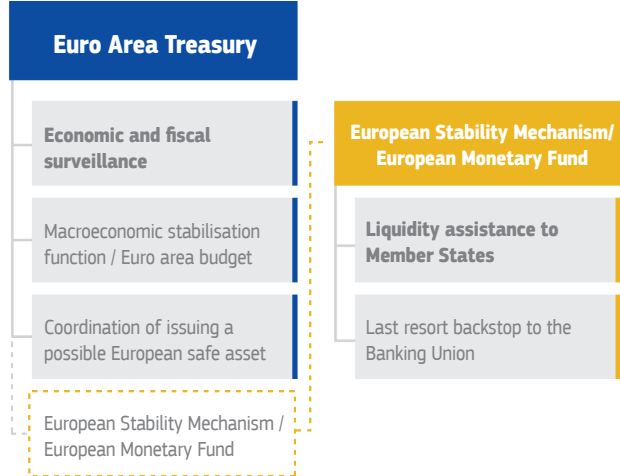 Euro Area Treasury
Economic and fiscal
surveillance
Macroeconomic stabilisation
function / Euro area budget
Coordination of issuing a
possible European safe asset
European Stability Mechanism /
European Monetary Fund
European Stability Mechanism/
European Monetary Fund
Liquidity assistance to
Member States
Last resort backstop to the
Banking Union